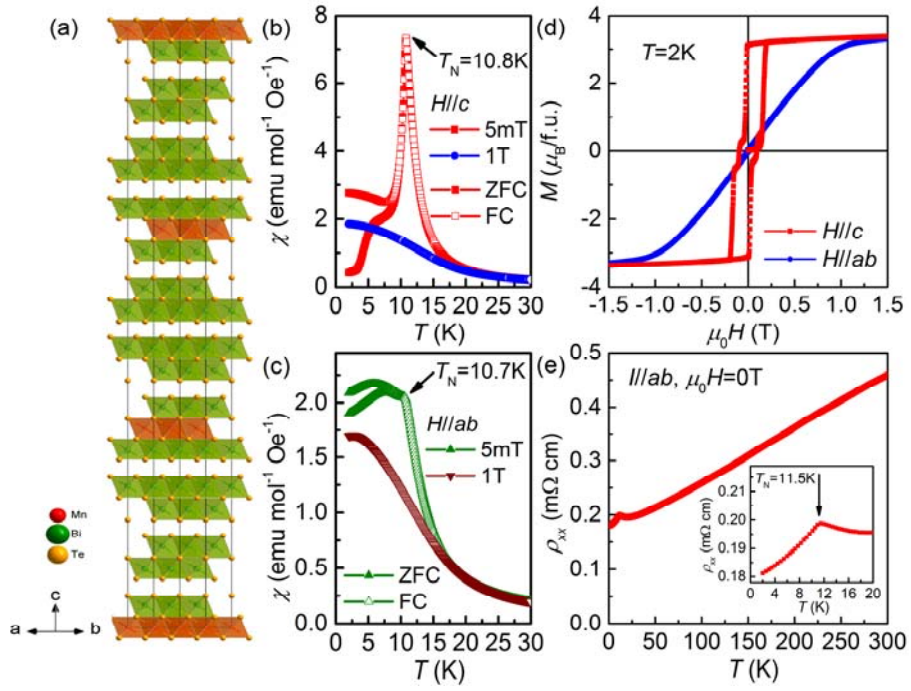 (a)
Mn
Bi
Te
c
a
b
(b)
χ (emu mol⁻¹ Oe⁻¹)
8
6
4
2
0
T_N=10.8K
H//c
5mT
1T
ZFC
FC
0 5 10 15 20 25 30
T (K)
(c)
χ (emu mol⁻¹ Oe⁻¹)
2.0
1.5
1.0
0.5
0.0
T_N=10.7K
H//ab
5mT
1T
ZFC
FC
0 5 10 15 20 25 30
T (K)
(d)
M (μ_B/f.u.)
4
2
0
-2
-4
T=2K
H//c
H//ab
-1.5 -1.0 -0.5 0.0 0.5 1.0 1.5
μ₀H (T)
(e)
ρ_xx (mΩ cm)
0.5
0.4
0.3
0.2
0.1
I//ab, μ₀H=0T
T_N=11.5K
ρ_xx (mΩ cm)
0.21
0.20
0.19
0.18
0 4 8 12 16 20
T (K)
0 50 100 150 200 250 300
T (K)